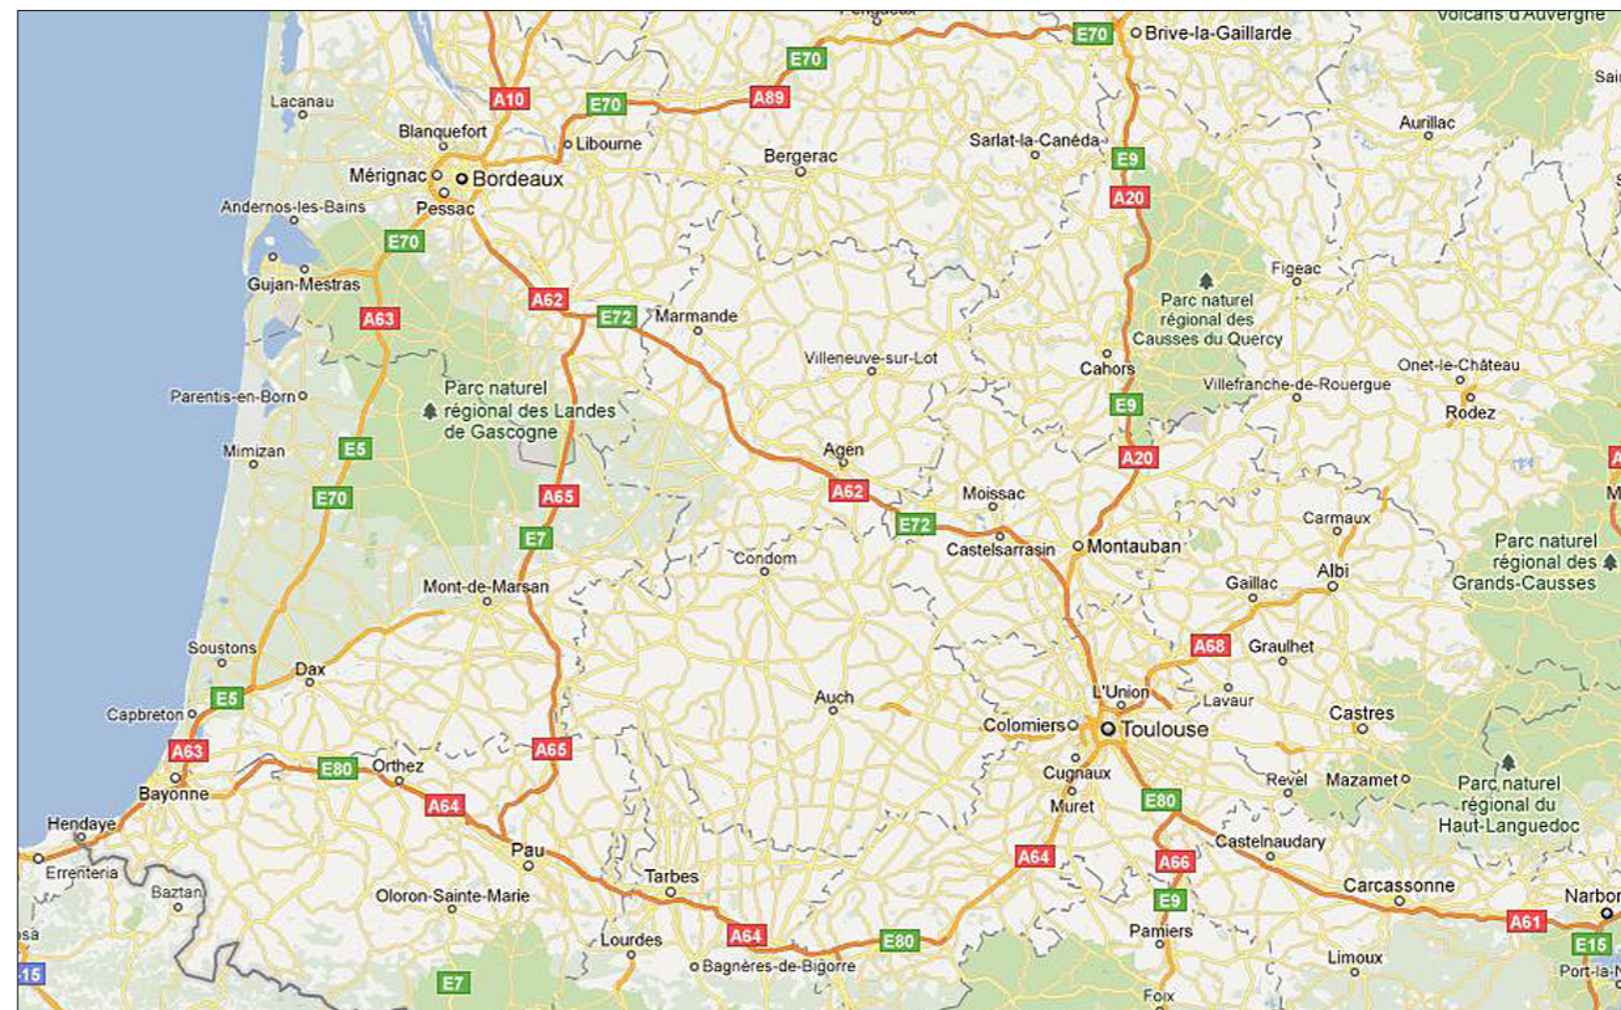 Volcans d'Auvergne
E70
Brive-la-Gaillarde
E70
A10
E70
A89
Lacanau
Blanquefort
Libourne
Aurillac
Sarlat-la-Canéda
Bergerac
E9
Mérignac
Bordeaux
A20
Andernos-les-Bains
Pessac
E70
Figeac
Gujan-Mestras
A62
Parc naturel
régional des
Causses du Quercy
A63
E72
Marmande
Villeneuve-sur-Lot
Cahors
Onet-le-Château
Villefranche-de-Rouergue
Rodez
Parentis-en-Born
Parc naturel
régional des Landes
de Gascogne
E9
Mimizan
E5
Agen
A20
A62
Moissac
E70
A65
Carmaux
E72
E7
Castelsarrasin
Montauban
Parc naturel
régional des
Grands-Causses
Condom
Mont-de-Marsan
Gaillac
Albi
Soustons
Dax
A68
Graulhet
E5
Auch
L'Union
Lavaur
Capbreton
Colomiers
Toulouse
Castres
A63
A65
E80
Orthez
Cugnaux
Revel
Mazamet
Parc naturel
régional du
Haut-Languedoc
Bayonne
A64
Muret
E80
Hendaye
Castelnaudary
Pau
A64
A66
Errenteria
Baztan
Tarbes
Carcassonne
Oloron-Sainte-Marie
E9
Narbon
A61
Lourdes
A64
E80
Pamiers
E15
Bagnères-de-Bigorre
Limoux
Port-la-N
15
E7
Foix